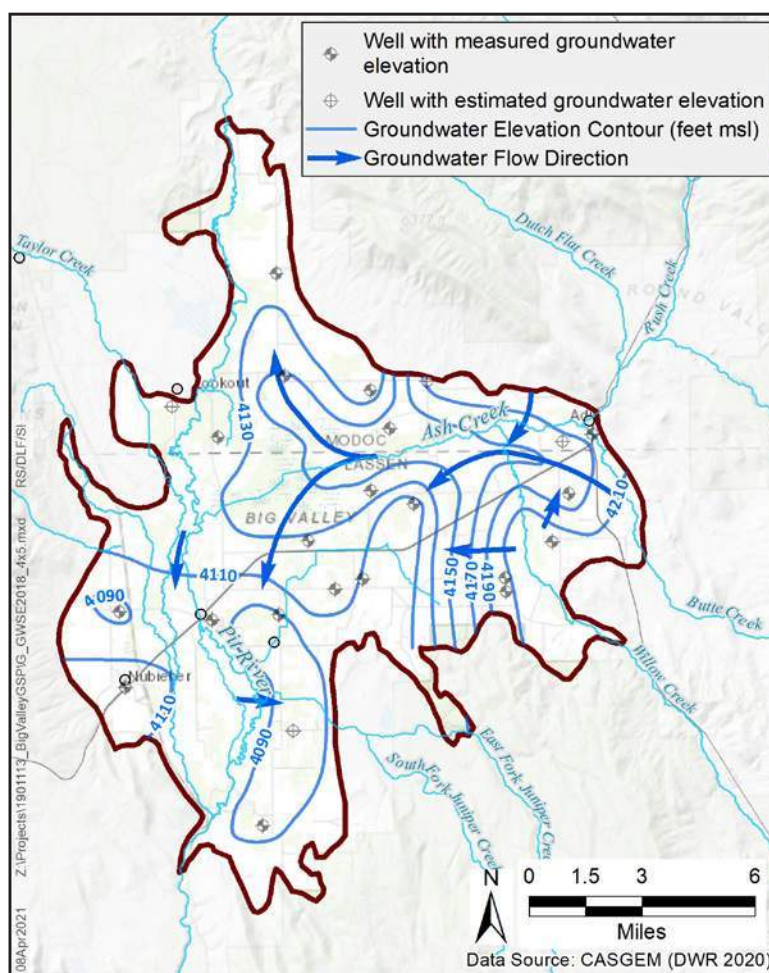 Well with measured groundwater
elevation
Well with estimated groundwater elevation
Groundwater Elevation Contour (feet msl)
Groundwater Flow Direction
Dutch Flat Creek
Taylor Creek
Rush Creek
ROUND VALLEY
Lookout
4130
MODOC
Ash Creek
LASSEN
BIG VALLEY
4210
4110
4150
4170
4190
4090
Butte Creek
Pit River
Willow Creek
Nubieber
4110
4090
South Fork Juniper Creek
East Fork Juniper Creek
N
0 1.5 3 6
Miles
Data Source: CASGEM (DWR 2020)
08Apr2021 Z:\Projects\1901113_BigValleyGSP\G_GWSE2018_4x5.mxd RS/DLF/SI